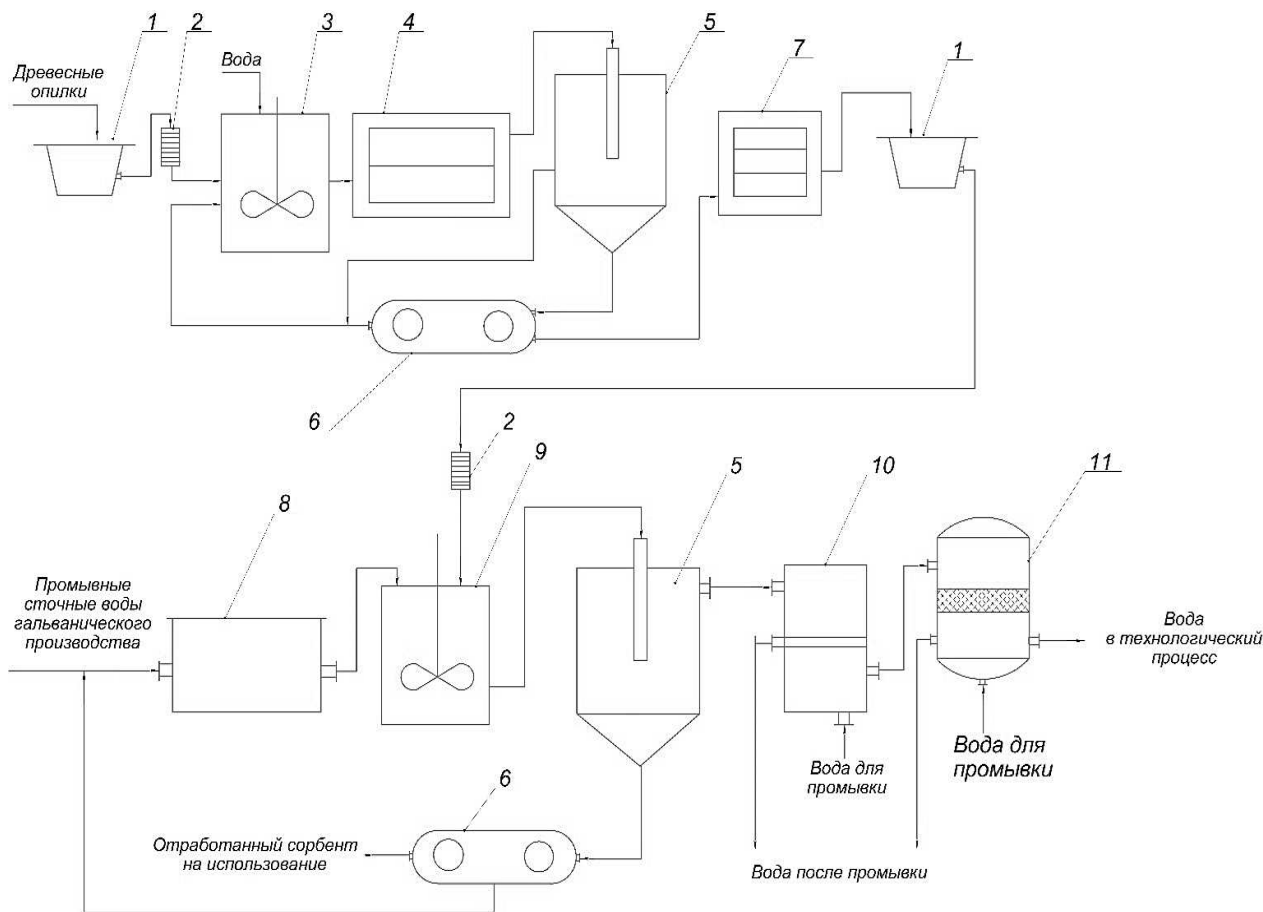 1
2
3
4
5
7
1
Вода
Древесные
опилки
6
2
9
5
10
11
8
Промывные
сточные воды
гальванического
производства
Вода
в технологический
процесс
Вода для
промывки
Вода для
промывки
6
Отработанный сорбент
на использование
Вода после промывки